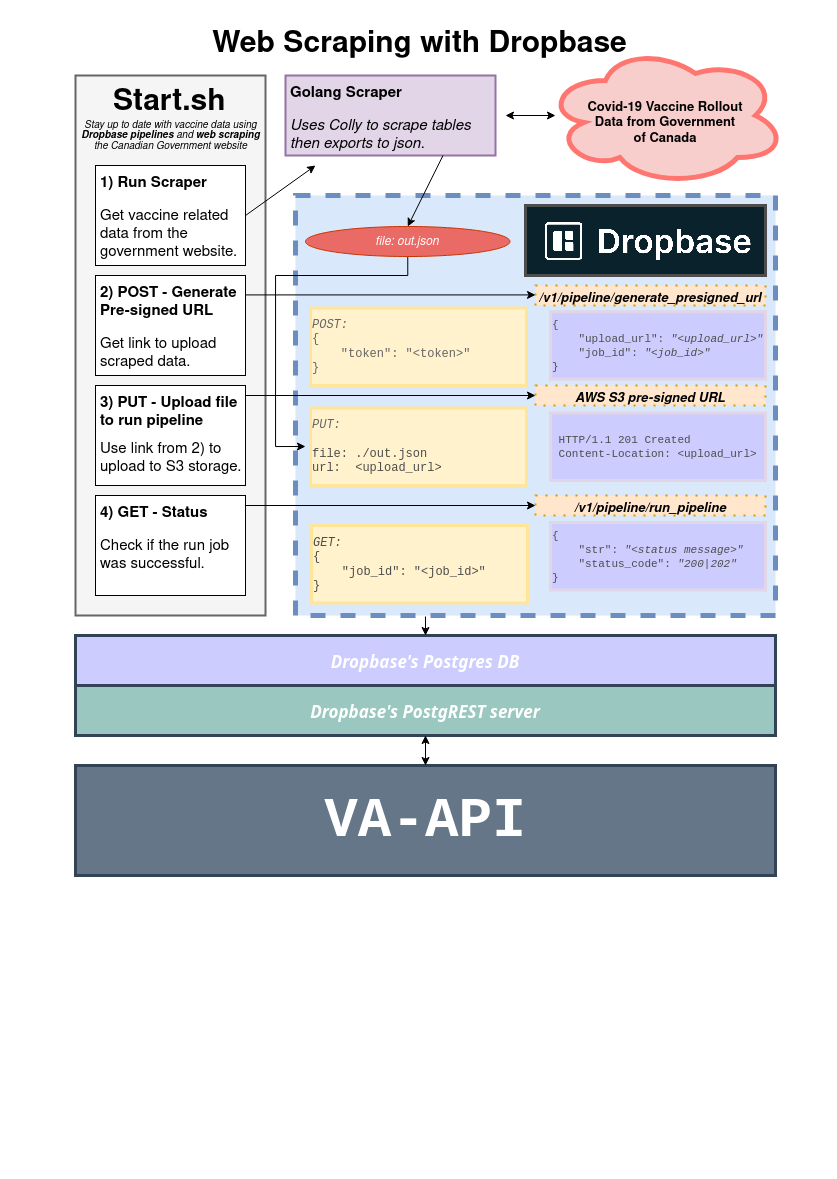 Web Scraping with Dropbase
Start.sh
Stay up to date with vaccine data using
Dropbase pipelines and web scraping
the Canadian Government website
1) Run Scraper
Get vaccine related
data from the
government website.
2) POST - Generate
Pre-signed URL
Get link to upload
scraped data.
3) PUT - Upload file
to run pipeline
Use link from 2) to
upload to S3 storage.
4) GET - Status
Check if the run job
was successful.
Golang Scraper
Uses Colly to scrape tables
then exports to json.
Covid-19 Vaccine Rollout
Data from Government
of Canada
file: out.json
Dropbase
/v1/pipeline/generate_presigned_url
POST:
{
    "token": "<token>"
}
{
    "upload_url": "<upload_url>"
    "job_id": "<job_id>"
}
AWS S3 pre-signed URL
PUT:
file: ./out.json
url:  <upload_url>
HTTP/1.1 201 Created
Content-Location: <upload_url>
/v1/pipeline/run_pipeline
GET:
{
    "job_id": "<job_id>"
}
{
    "str": "<status message>"
    "status_code": "200|202"
}
Dropbase's Postgres DB
Dropbase's PostgREST server
VA-API